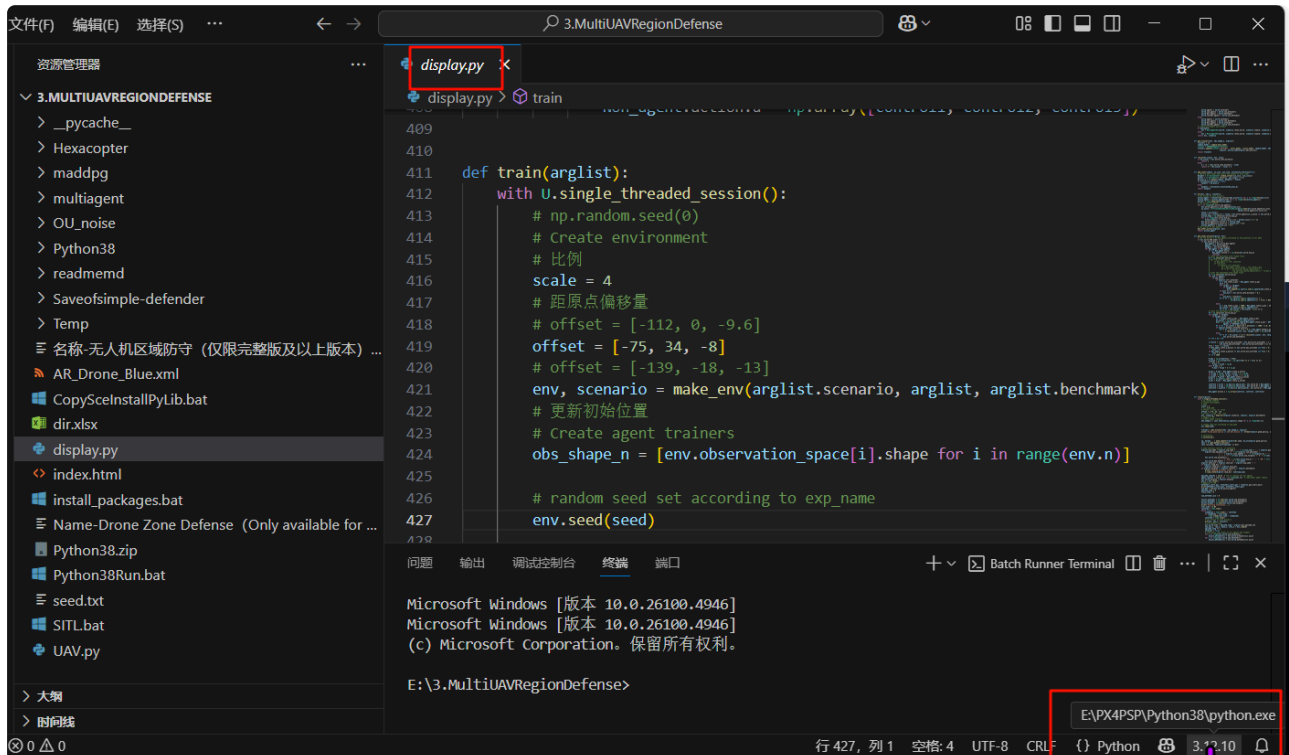 文件(F) 编辑(E) 选择(S) ··· 3.MultiUAVRegionDefense
资源管理器 ···
3.MULTIUAVREGIONDEFENSE
__pycache__
Hexacopter
maddpg
multiagent
OU_noise
Python38
readmemd
Saveofsimple-defender
Temp
名称-无人机区域防守（仅限完整版及以上版本）...
AR_Drone_Blue.xml
CopySceInstallPyLib.bat
dir.xlsx
display.py
index.html
install_packages.bat
Name-Drone Zone Defense（Only available for ...
Python38.zip
Python38Run.bat
seed.txt
SITL.bat
UAV.py
大纲
时间线
display.py
display.py > train
409
410
411 def train(arglist):
412 with U.single_threaded_session():
413 # np.random.seed(0)
414 # Create environment
415 # 比例
416 scale = 4
417 # 距原点偏移量
418 # offset = [-112, 0, -9.6]
419 offset = [-75, 34, -8]
420 # offset = [-139, -18, -13]
421 env, scenario = make_env(arglist.scenario, arglist, arglist.benchmark)
422 # 更新初始位置
423 # Create agent trainers
424 obs_shape_n = [env.observation_space[i].shape for i in range(env.n)]
425
426 # random seed set according to exp_name
427 env.seed(seed)
428
问题 输出 调试控制台 终端 端口 Batch Runner Terminal ···
Microsoft Windows [版本 10.0.26100.4946]
Microsoft Windows [版本 10.0.26100.4946]
(c) Microsoft Corporation。保留所有权利。
E:\3.MultiUAVRegionDefense>
E:\PX4PSP\Python38\python.exe
0 0 行 427，列 1 空格: 4 UTF-8 CRLF {} Python 3.12.10